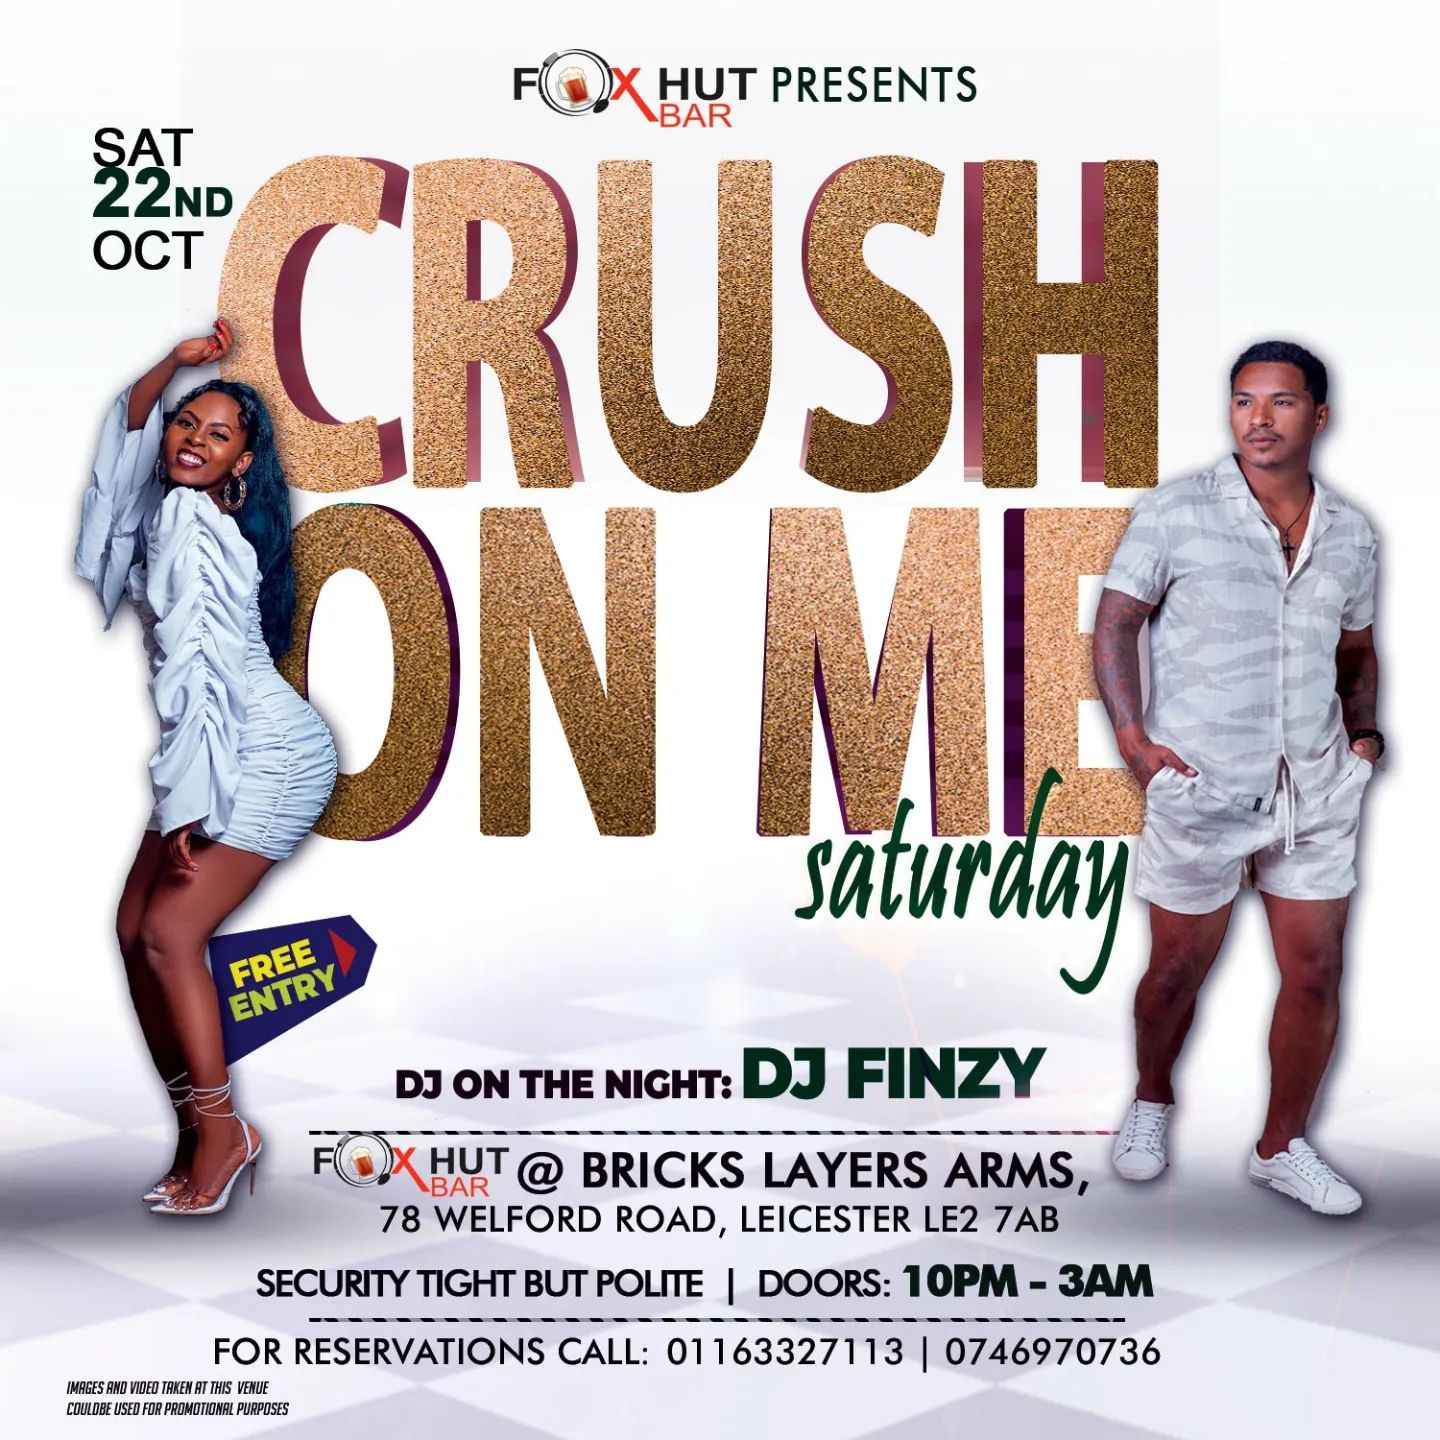 FOX HUT BAR PRESENTS
SAT
22ND
OCT
CRUSH
ON ME
saturday
FREE
ENTRY
DJ ON THE NIGHT: DJ FINZY
FOX HUT BAR @ BRICKS LAYERS ARMS,
78 WELFORD ROAD, LEICESTER LE2 7AB
SECURITY TIGHT BUT POLITE | DOORS: 10PM - 3AM
FOR RESERVATIONS CALL: 01163327113 | 0746970736
IMAGES AND VIDEO TAKEN AT THIS VENUE
COULDBE USED FOR PROMOTIONAL PURPOSES